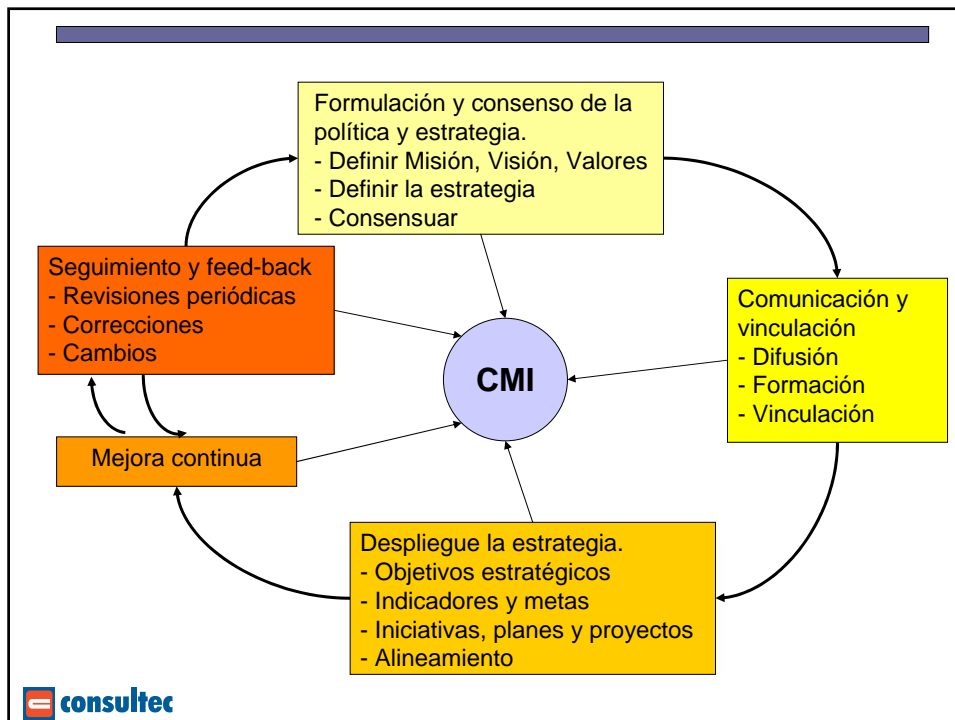 Formulación y consenso de la
política y estrategia.
- Definir Misión, Visión, Valores
- Definir la estrategia
- Consensuar
Seguimiento y feed-back
- Revisiones periódicas
- Correcciones
- Cambios
Comunicación y
vinculación
- Difusión
- Formación
- Vinculación
CMI
Mejora continua
Despliegue la estrategia.
- Objetivos estratégicos
- Indicadores y metas
- Iniciativas, planes y proyectos
- Alineamiento
consultec